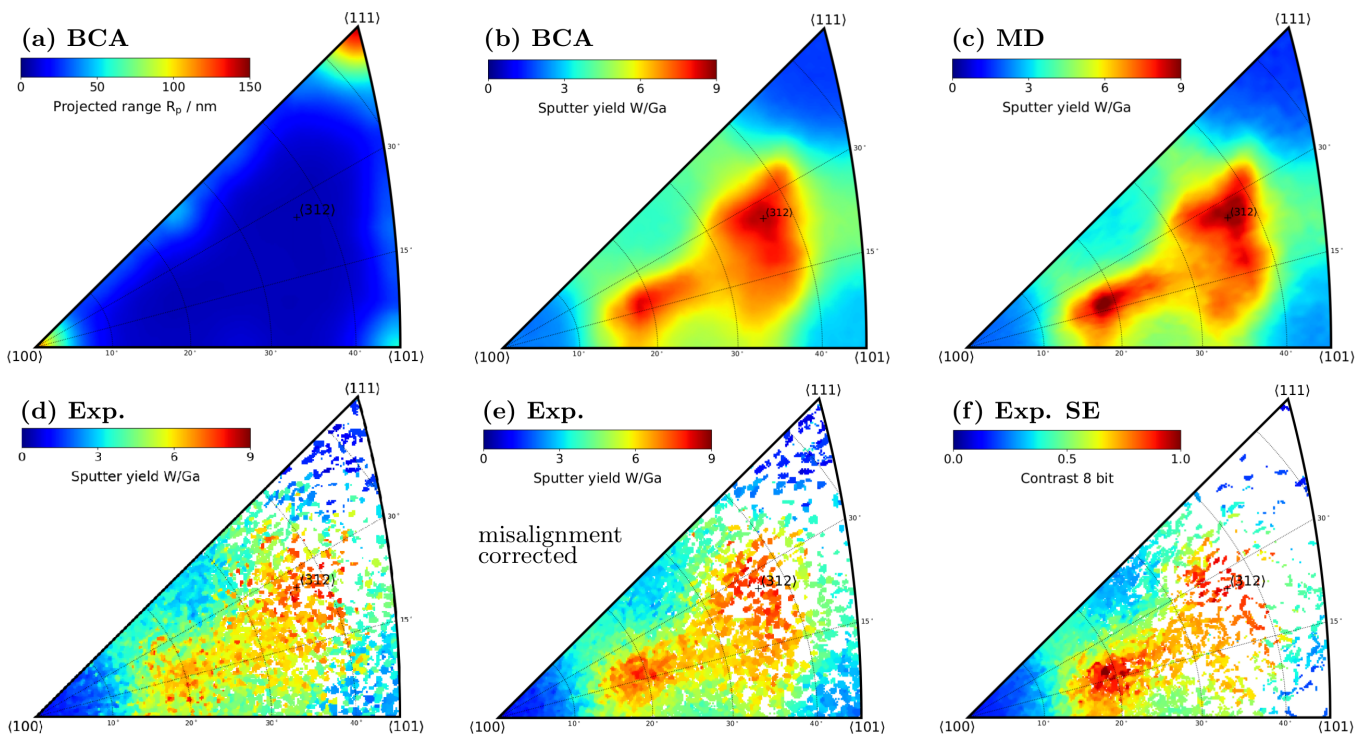 (a) BCA
⟨111⟩
0 50 100 150
Projected range Rp / nm
30°
⟨312⟩
15°
⟨100⟩
10° 20° 30° 40°
⟨101⟩
(b) BCA
⟨111⟩
0 3 6 9
Sputter yield W/Ga
30°
⟨312⟩
15°
⟨100⟩
10° 20° 30° 40°
⟨101⟩
(c) MD
⟨111⟩
0 3 6 9
Sputter yield W/Ga
30°
⟨312⟩
15°
⟨100⟩
10° 20° 30° 40°
⟨101⟩
(d) Exp.
⟨111⟩
0 3 6 9
Sputter yield W/Ga
30°
⟨312⟩
15°
⟨100⟩
10° 20° 30° 40°
⟨101⟩
(e) Exp.
⟨111⟩
0 3 6 9
Sputter yield W/Ga
misalignment
corrected
30°
⟨312⟩
15°
⟨100⟩
10° 20° 30° 40°
⟨101⟩
(f) Exp. SE
⟨111⟩
0.0 0.5 1.0
Contrast 8 bit
30°
⟨312⟩
15°
⟨100⟩
10° 20° 30° 40°
⟨101⟩